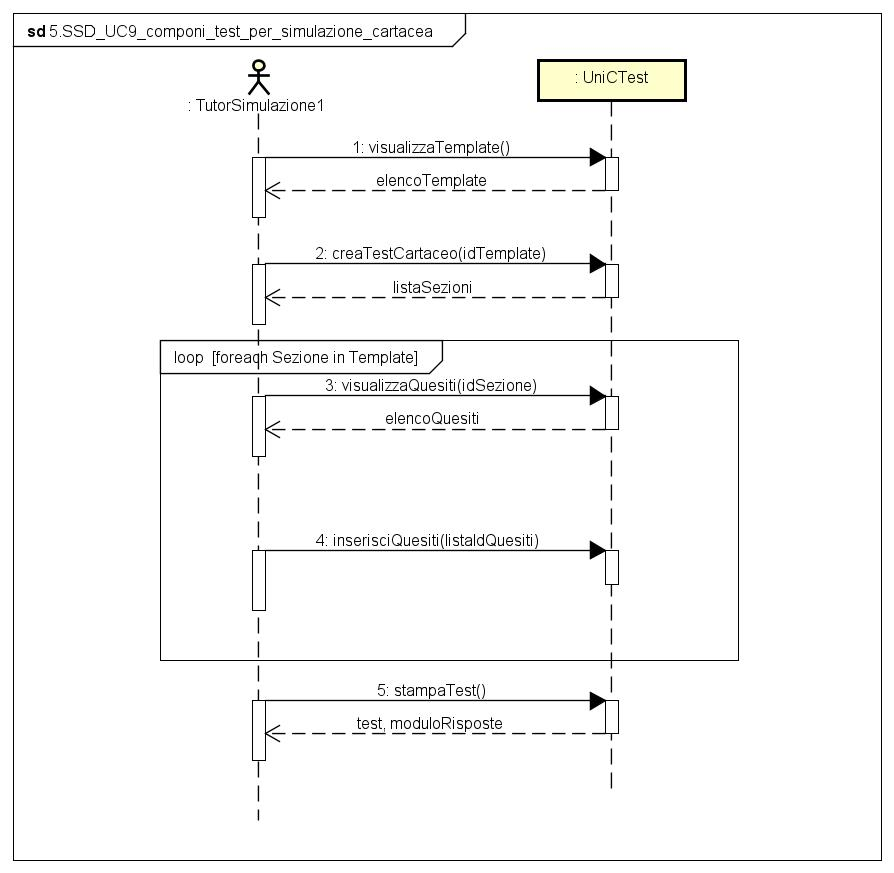 sd 5.SSD_UC9_componi_test_per_simulazione_cartacea
: TutorSimulazione1
: UniCTest
1: visualizzaTemplate()
elencoTemplate
2: creaTestCartaceo(idTemplate)
listaSezioni
loop [foreach Sezione in Template]
3: visualizzaQuesiti(idSezione)
elencoQuesiti
4: inserisciQuesiti(listaIdQuesiti)
5: stampaTest()
test, moduloRisposte